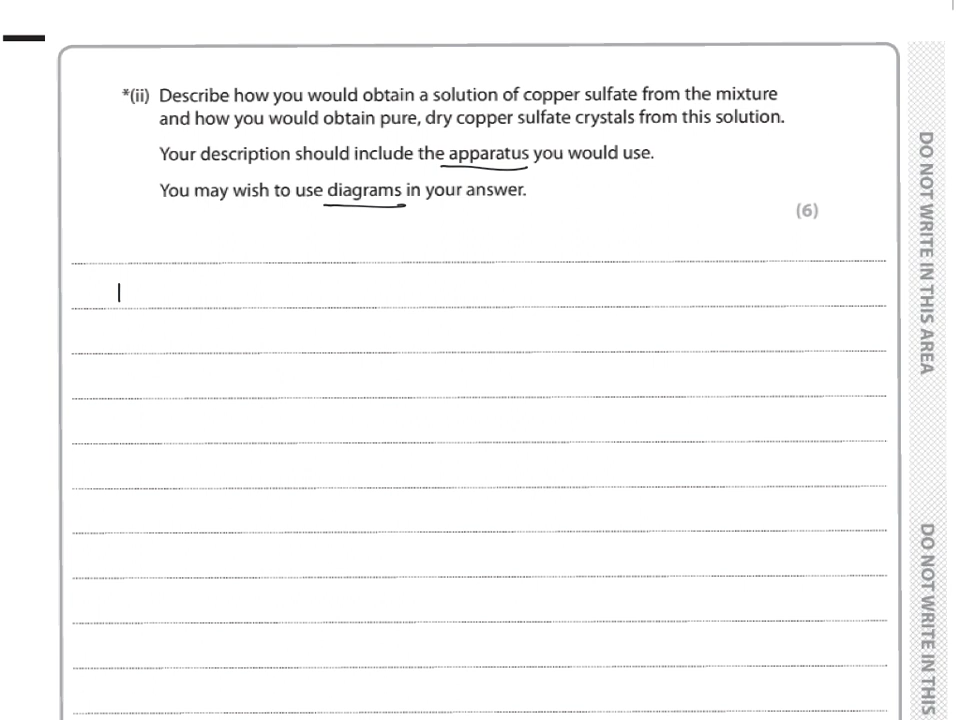 *(ii) Describe how you would obtain a solution of copper sulfate from the mixture
and how you would obtain pure, dry copper sulfate crystals from this solution.
Your description should include the apparatus you would use.
You may wish to use diagrams in your answer.
(6)
DO NOT WRITE IN THIS AREA
DO NOT WRITE IN THIS